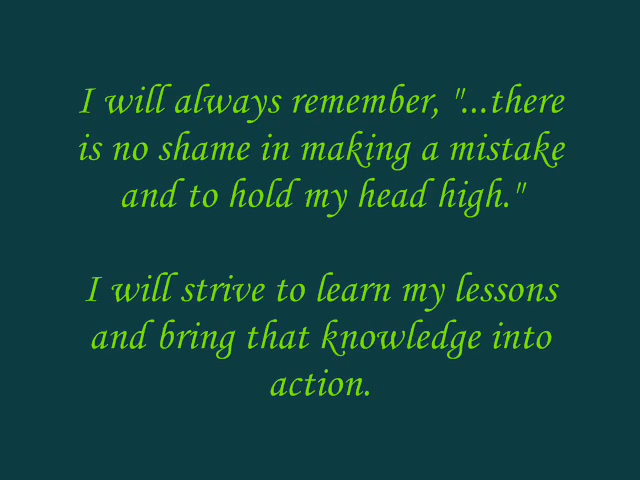 I will always remember, "...there
is no shame in making a mistake
and to hold my head high."
I will strive to learn my lessons
and bring that knowledge into
action.